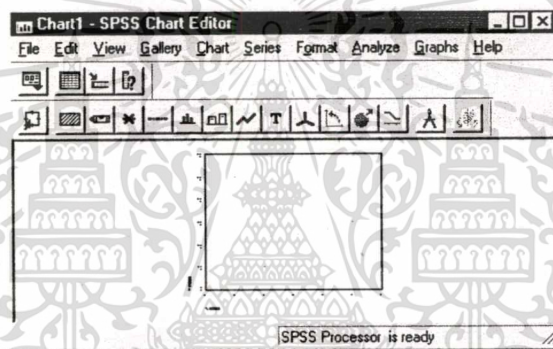 Chart1 - SPSS Chart Editor
File Edit View Gallery Chart Series Format Analyze Graphs Help
T
SPSS Processor is ready